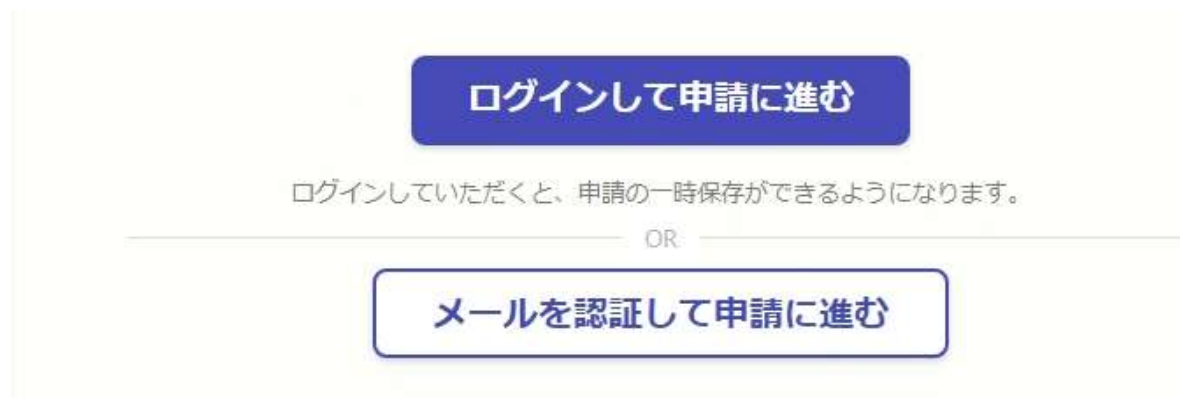 ログインして申請に進む
ログインしていただくと、申請の一時保存ができるようになります。
OR
メールを認証して申請に進む